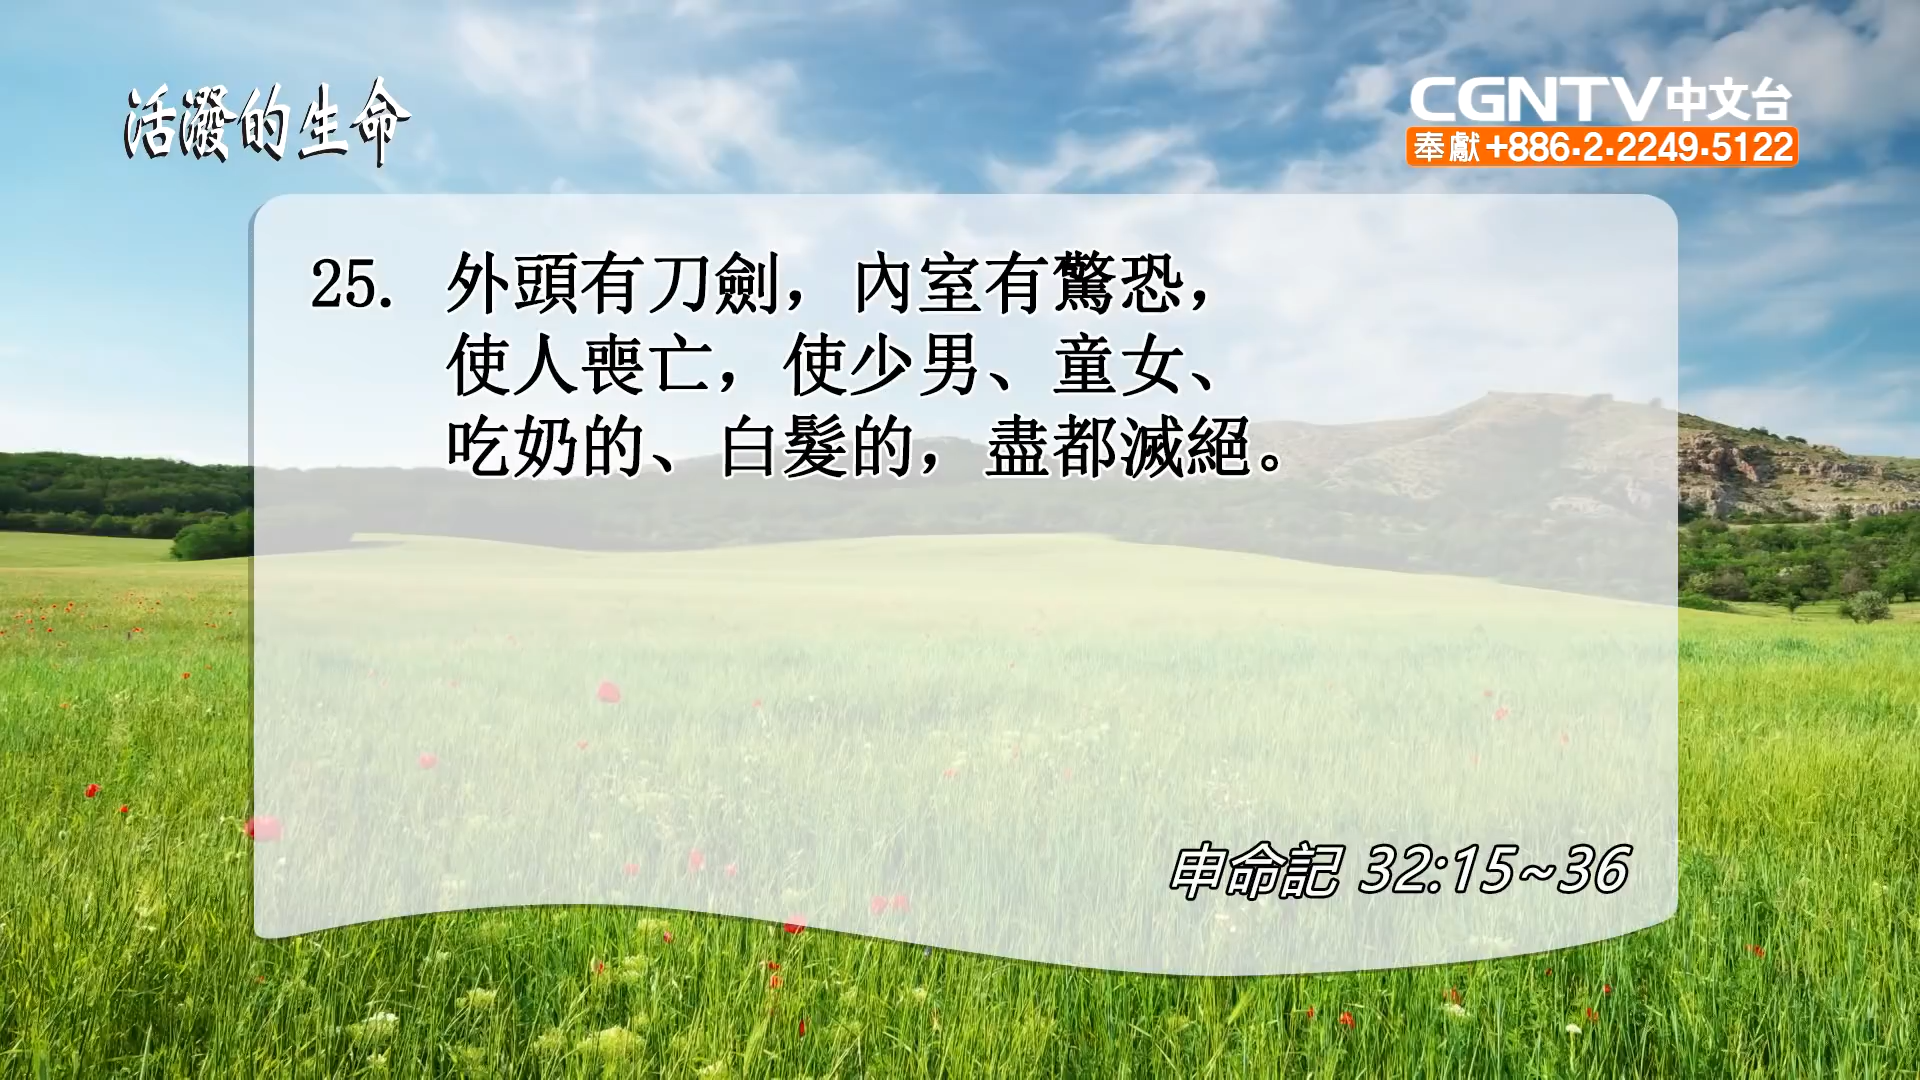 活潑的生命
CGNTV中文台
奉獻+886·2·2249·5122
25. 外頭有刀劍，內室有驚恐，
使人喪亡，使少男、童女、
吃奶的、白髮的，盡都滅絕。
申命記 32:15~36